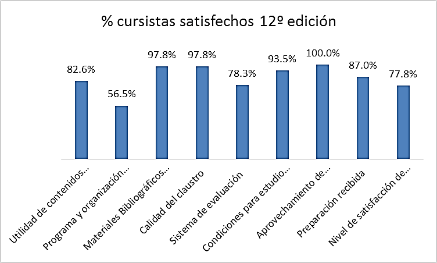 % cursistas satisfechos 12º edición
82.6%
56.5%
97.8%
97.8%
78.3%
93.5%
100.0%
87.0%
77.8%
Utilidad de contenidos...
Programa y organización...
Materiales Bibliográficos...
Calidad del claustro
Sistema de evaluación
Condiciones para estudio...
Aprovechamiento de...
Preparación recibida
Nivel de satisfacción de...